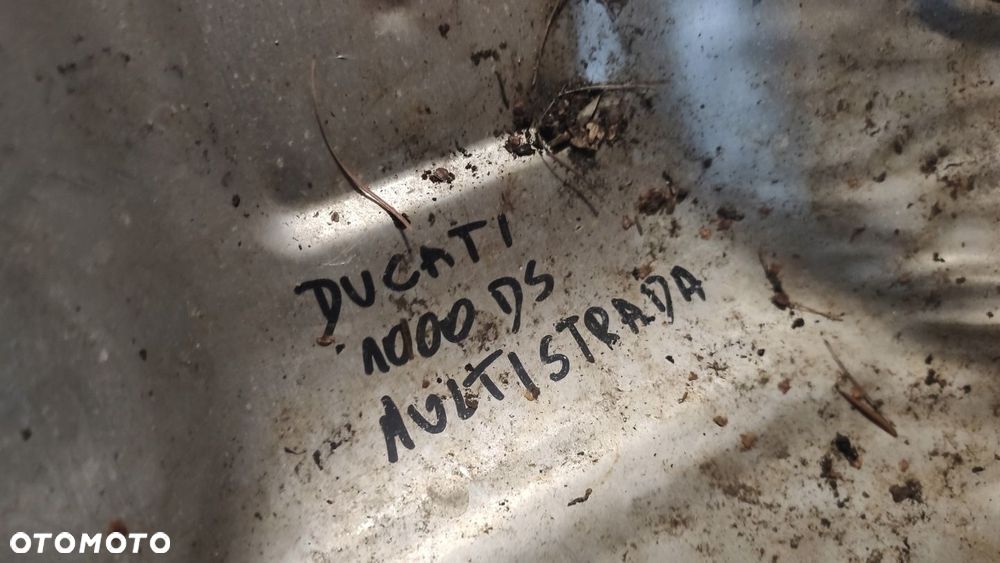 DUCATI
1000 DS
MULTISTRADA
OTOMOTO